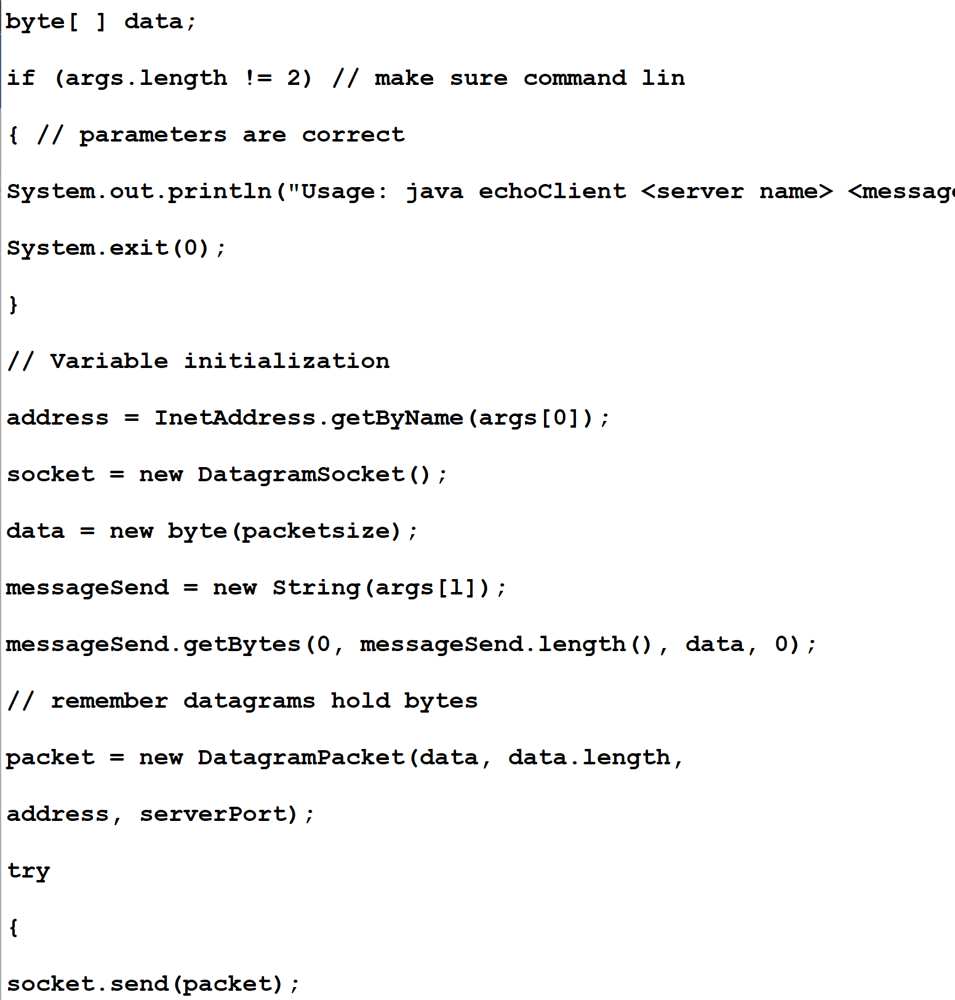 byte[ ] data;
if (args.length != 2) // make sure command lin
{ // parameters are correct
System.out.println("Usage: java echoClient <server name> <messag
System.exit(0);
}
// Variable initialization
address = InetAddress.getByName(args[0]);
socket = new DatagramSocket();
data = new byte(packetsize);
messageSend = new String(args[l]);
messageSend.getBytes(0, messageSend.length(), data, 0);
// remember datagrams hold bytes
packet = new DatagramPacket(data, data.length,
address, serverPort);
try
{
socket.send(packet);